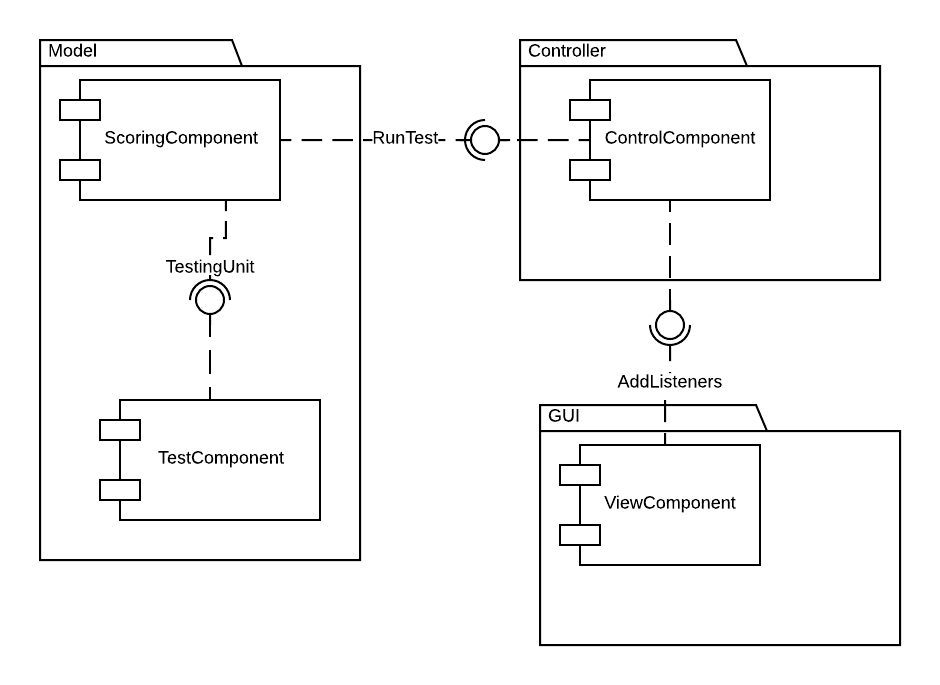 Model
Controller
ScoringComponent
RunTest
ControlComponent
TestingUnit
AddListeners
GUI
TestComponent
ViewComponent